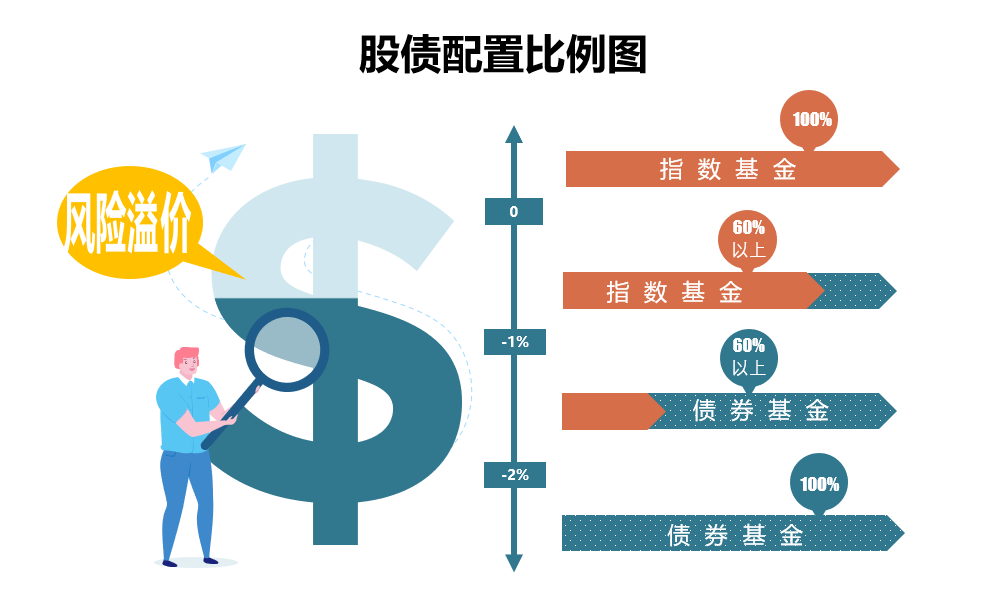 股债配置比例图
风险溢价
100%
指数基金
0
60%
以上
指数基金
-1%
60%
以上
债券基金
-2%
100%
债券基金